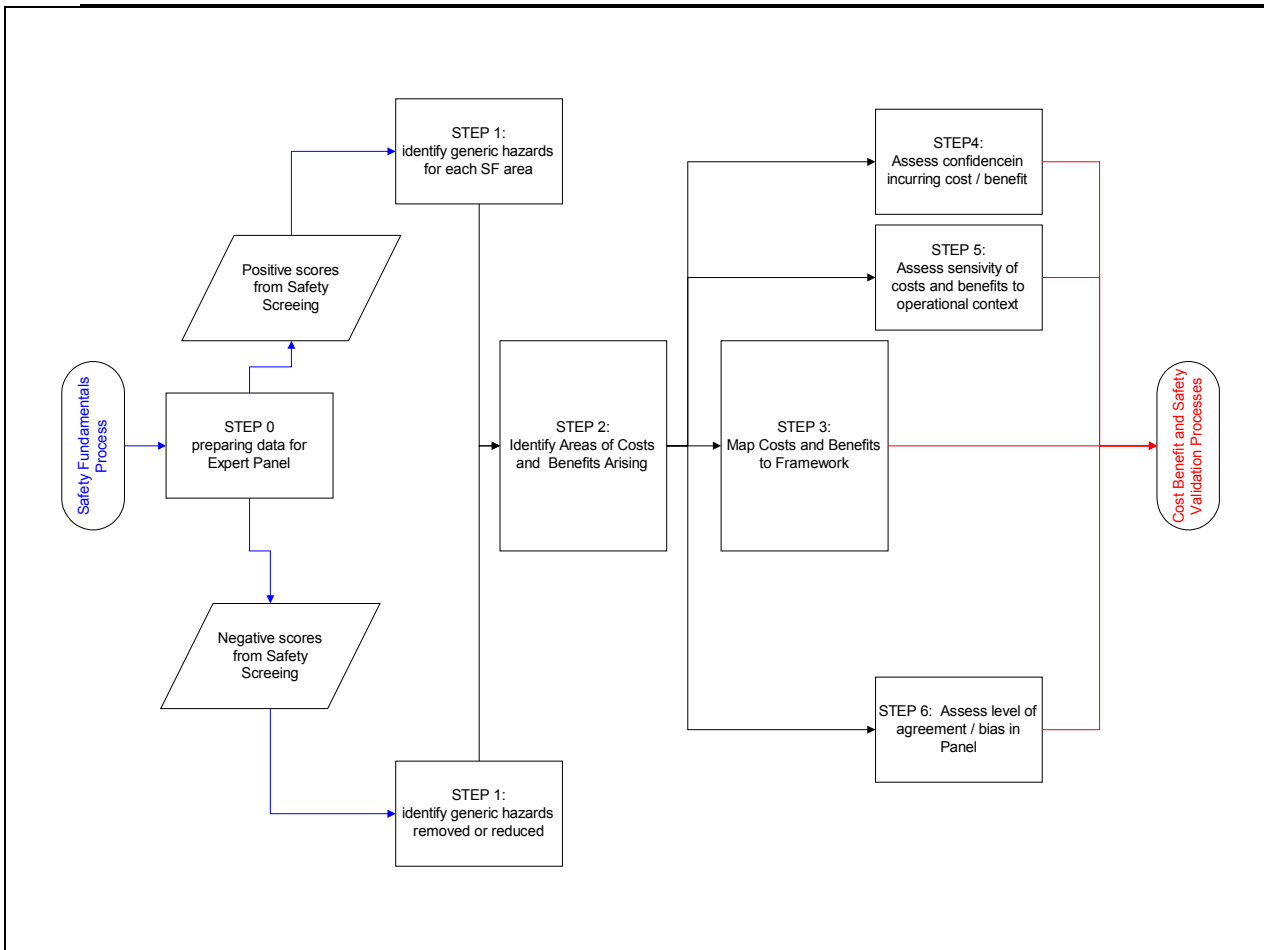 Safety Fundamentals
Process
STEP 0
preparing data for
Expert Panel
Positive scores
from Safety
Screeing
Negative scores
from Safety
Screeing
STEP 1:
identify generic hazards
for each SF area
STEP 1:
identify generic hazards
removed or reduced
STEP 2:
Identify Areas of Costs
and Benefits Arising
STEP 3:
Map Costs and Benefits
to Framework
STEP4:
Assess confidencein
incurring cost / benefit
STEP 5:
Assess sensivity of
costs and benefits to
operational context
STEP 6: Assess level of
agreement / bias in
Panel
Cost Benefit and Safety
Validation Processes